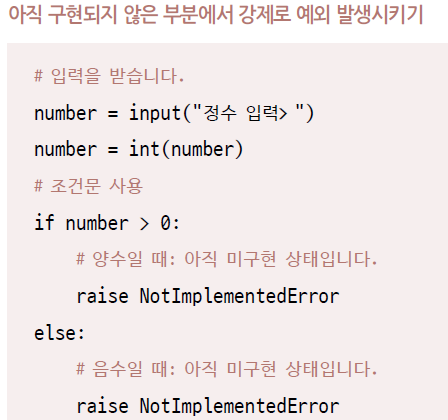 아직 구현되지 않은 부분에서 강제로 예외 발생시키기
# 입력을 받습니다.
number = input("정수 입력> ")
number = int(number)
# 조건문 사용
if number > 0:
    # 양수일 때: 아직 미구현 상태입니다.
    raise NotImplementedError
else:
    # 음수일 때: 아직 미구현 상태입니다.
    raise NotImplementedError